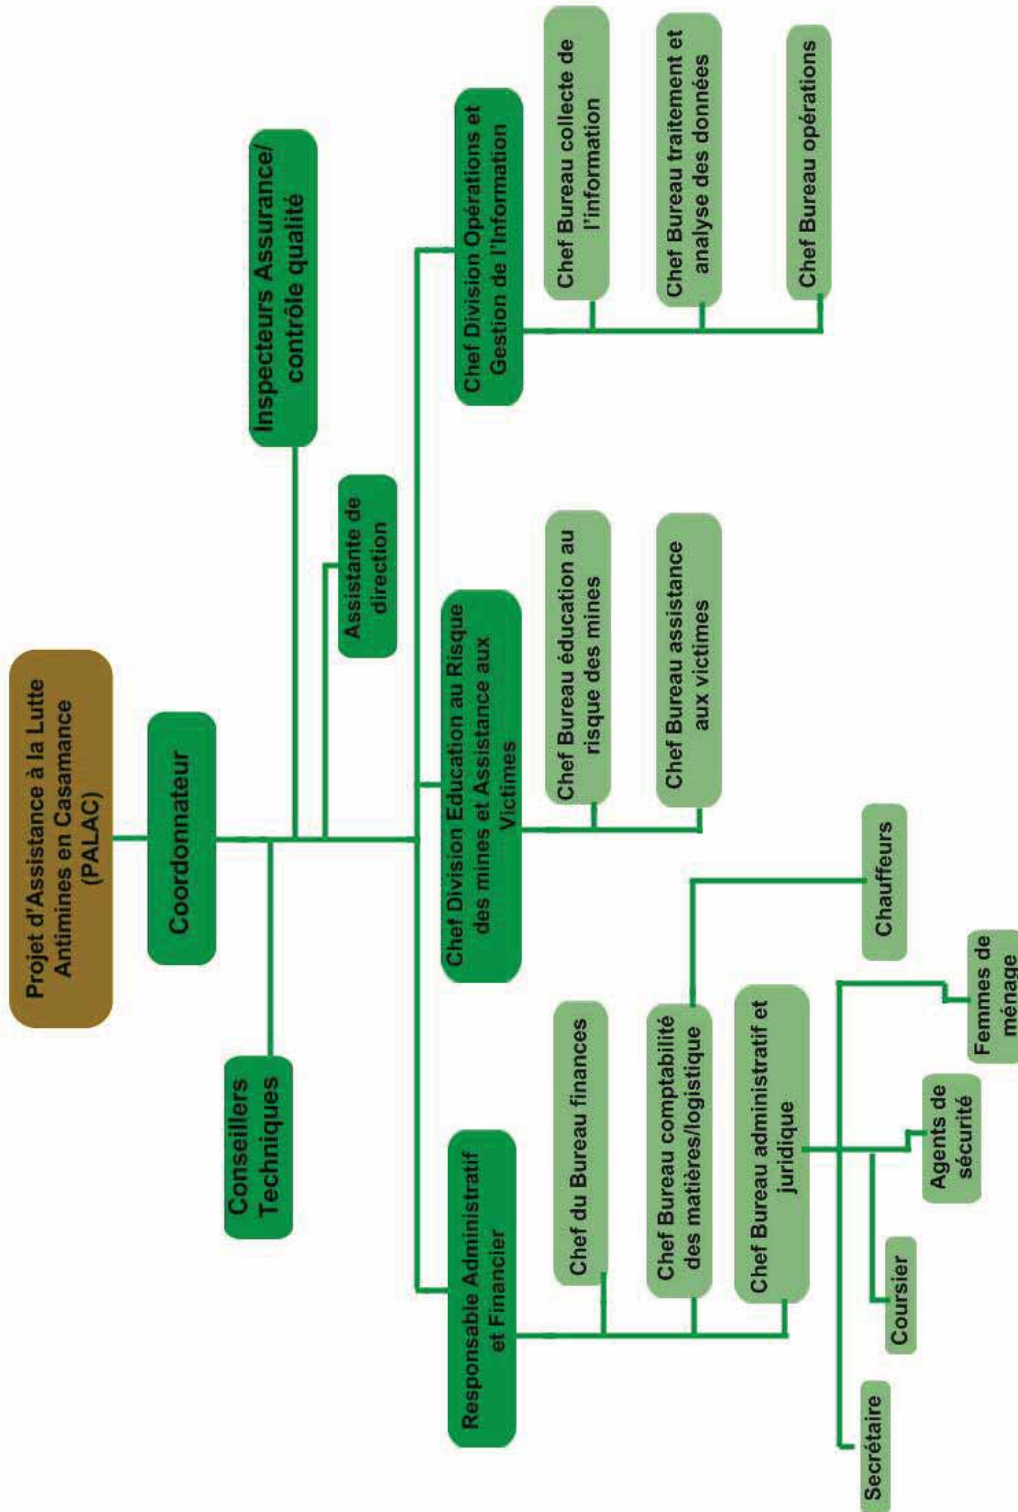 Projet d'Assistance à la Lutte
Antimines en Casamance
(PALAC)
Coordonnateur
Conseillers
Techniques
Inspecteurs Assurance/
contrôle qualité
Assistante de
direction
Responsable Administratif
et Financier
Chef Division Education au Risque
des mines et Assistance aux
Victimes
Chef Division Opérations et
Gestion de l'Information
Chef du Bureau finances
Chef Bureau comptabilité
des matières/logistique
Chef Bureau administratif et
juridique
Chauffeurs
Secrétaire
Coursier
Agents de
sécurité
Femmes de
ménage
Chef Bureau éducation au
risque des mines
Chef Bureau assistance
aux victimes
Chef Bureau collecte de
l'information
Chef Bureau traitement et
analyse des données
Chef Bureau opérations